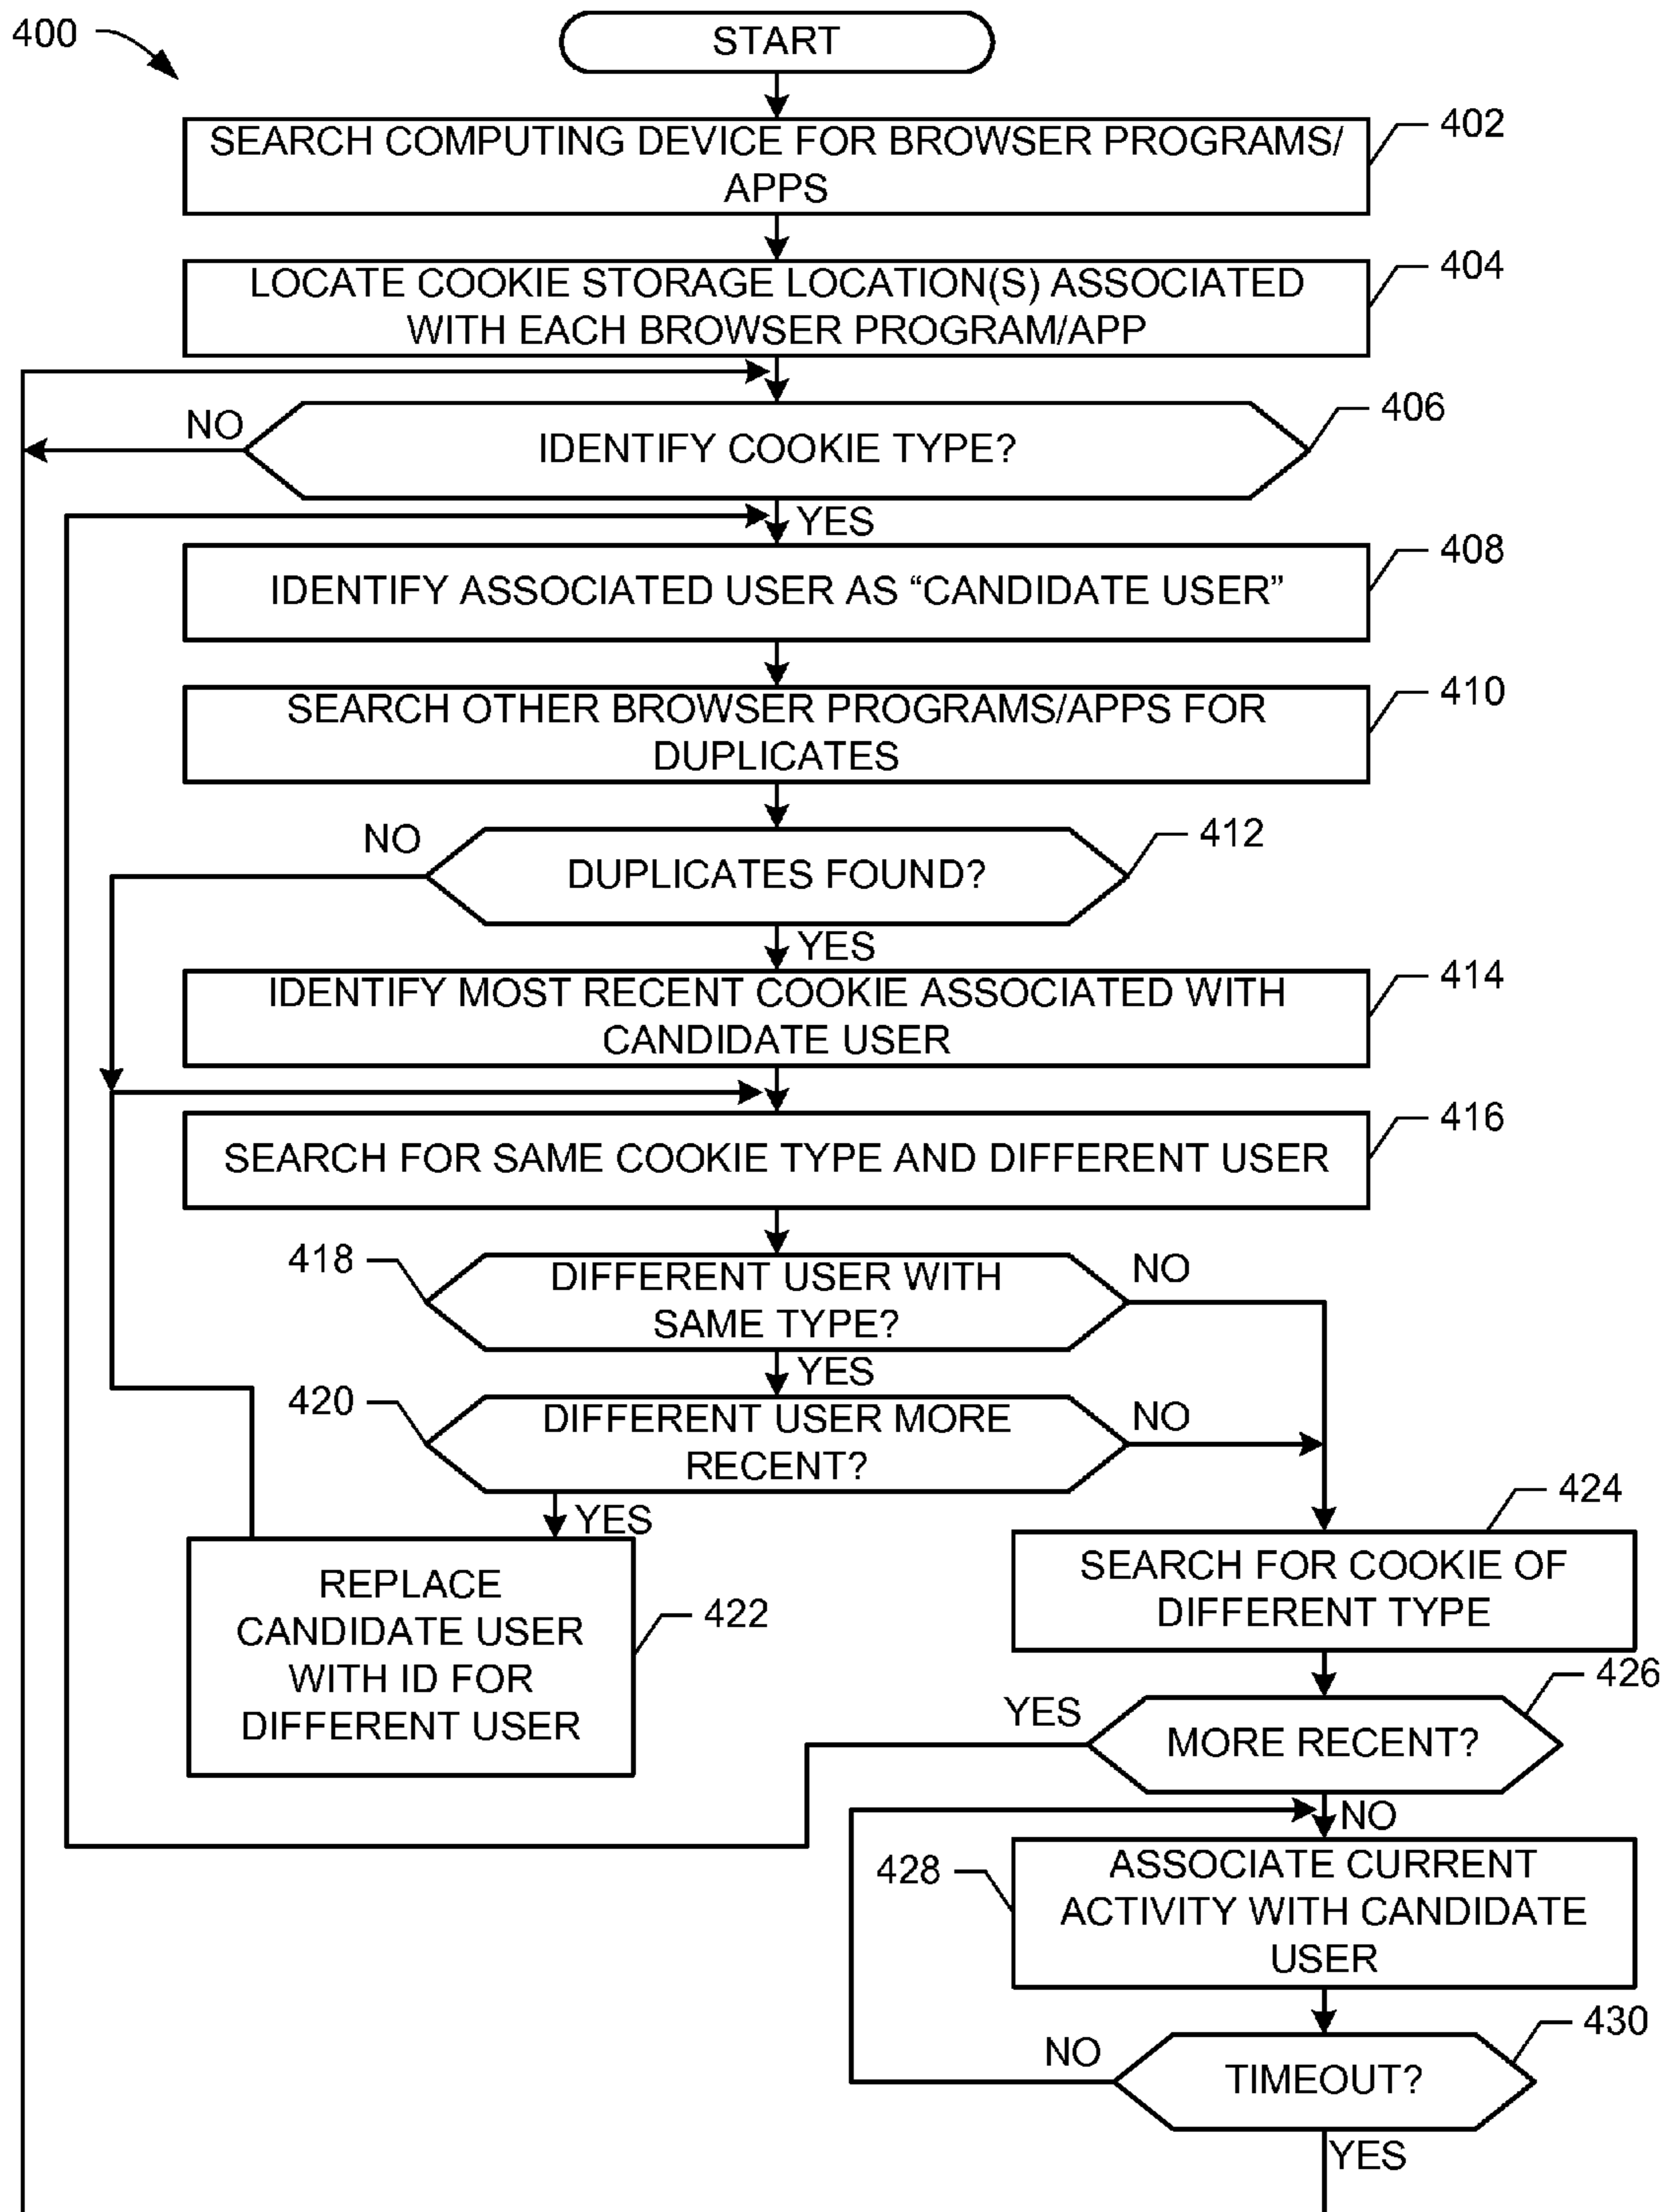 400
START
SEARCH COMPUTING DEVICE FOR BROWSER PROGRAMS/
APPS
402
LOCATE COOKIE STORAGE LOCATION(S) ASSOCIATED
WITH EACH BROWSER PROGRAM/APP
404
NO
IDENTIFY COOKIE TYPE?
406
YES
IDENTIFY ASSOCIATED USER AS “CANDIDATE USER”
408
SEARCH OTHER BROWSER PROGRAMS/APPS FOR
DUPLICATES
410
NO
DUPLICATES FOUND?
412
YES
IDENTIFY MOST RECENT COOKIE ASSOCIATED WITH
CANDIDATE USER
414
SEARCH FOR SAME COOKIE TYPE AND DIFFERENT USER
416
418
DIFFERENT USER WITH
SAME TYPE?
NO
YES
420
DIFFERENT USER MORE
RECENT?
NO
YES
REPLACE
CANDIDATE USER
WITH ID FOR
DIFFERENT USER
422
424
SEARCH FOR COOKIE OF
DIFFERENT TYPE
426
YES
MORE RECENT?
NO
428
ASSOCIATE CURRENT
ACTIVITY WITH CANDIDATE
USER
430
NO
TIMEOUT?
YES